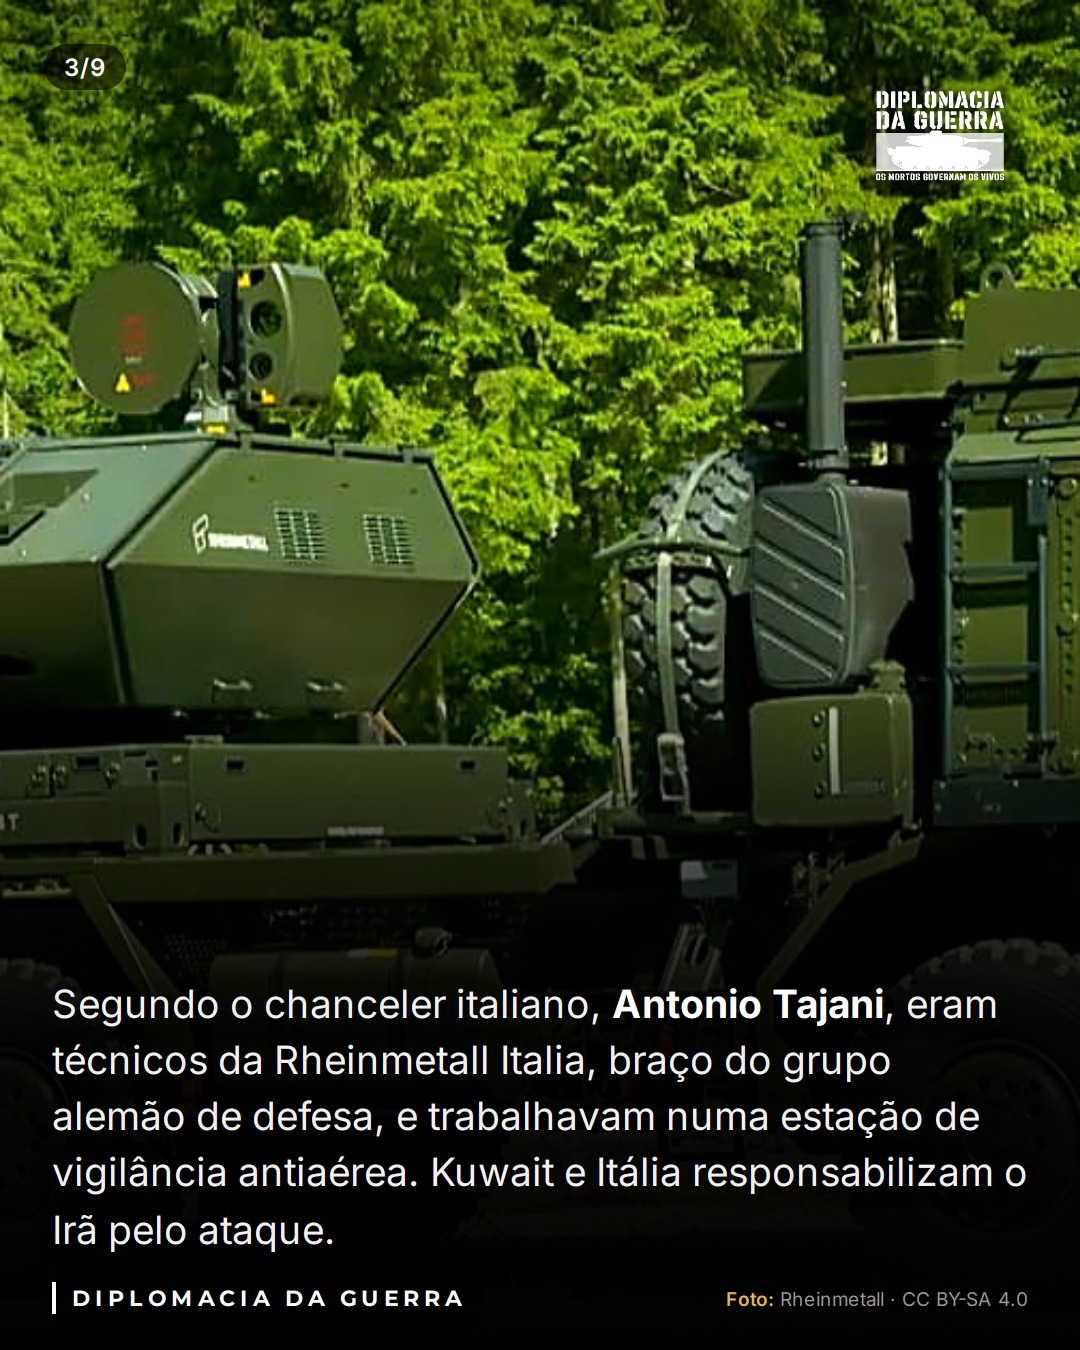 3/9
DIPLOMACIA
DA GUERRA
OS MORTOS GOVERNAM OS VIVOS
RHEINMETALL
Segundo o chanceler italiano, Antonio Tajani, eram
técnicos da Rheinmetall Italia, braço do grupo
alemão de defesa, e trabalhavam numa estação de
vigilância antiaérea. Kuwait e Itália responsabilizam o
Irã pelo ataque.
DIPLOMACIA DA GUERRA
Foto: Rheinmetall · CC BY-SA 4.0